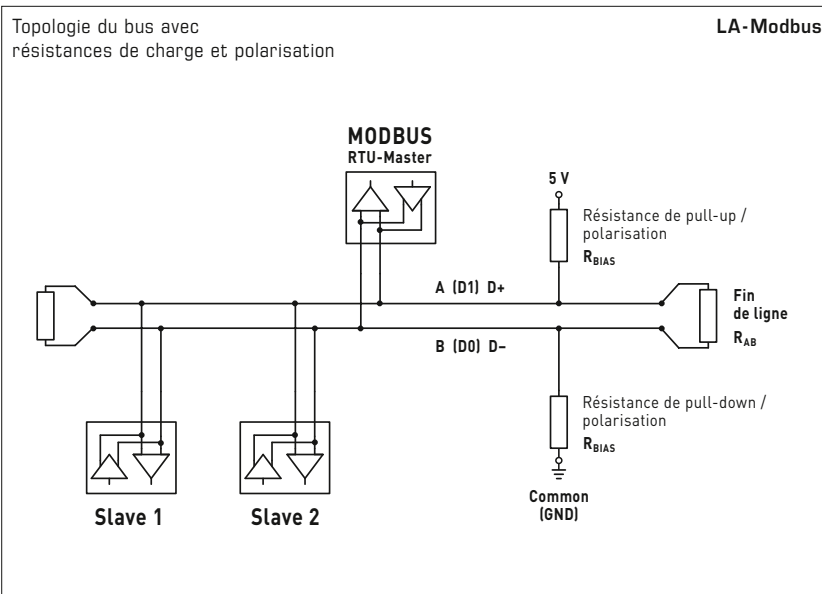 Topologie du bus avec
résistances de charge et polarisation
LA-Modbus
MODBUS
RTU-Master
5 V
Résistance de pull-up /
polarisation
RBIAS
A (D1) D+
B (D0) D–
Fin
de ligne
RAB
Résistance de pull-down /
polarisation
RBIAS
Common
(GND)
Slave 1
Slave 2